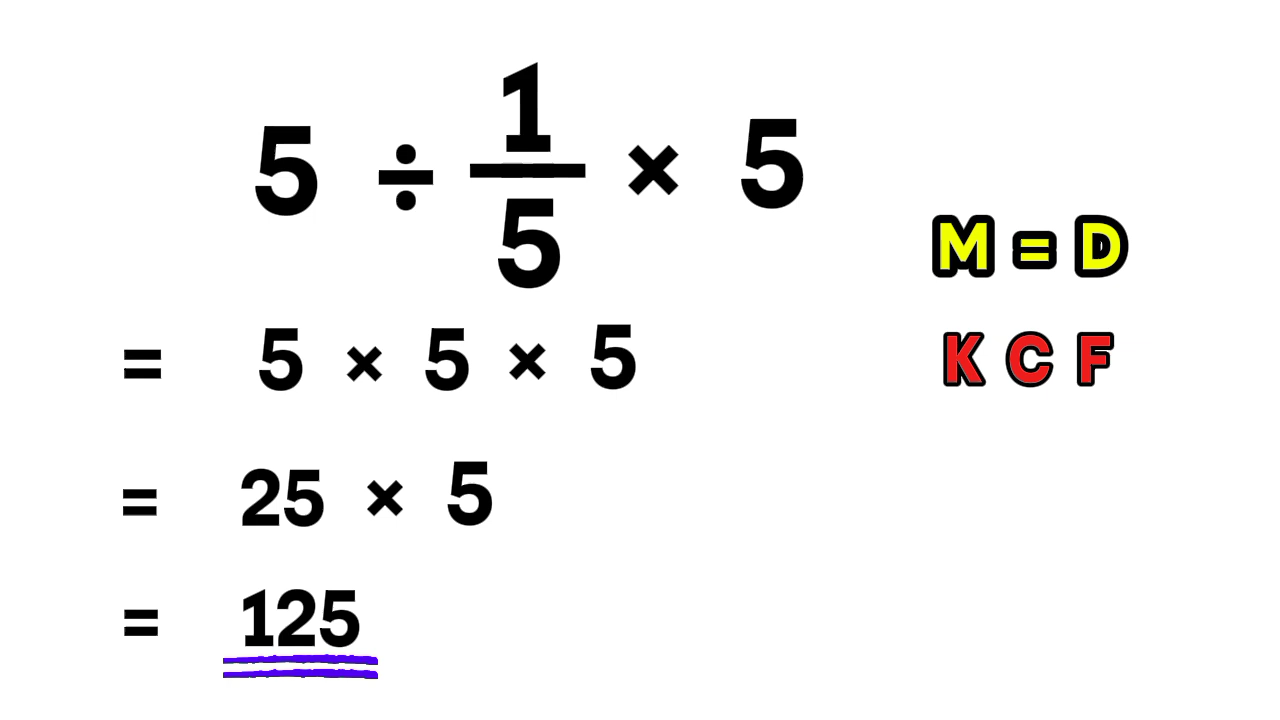 5 ÷ 1/5 × 5
M = D
= 5 × 5 × 5
K C F
= 25 × 5
= 125